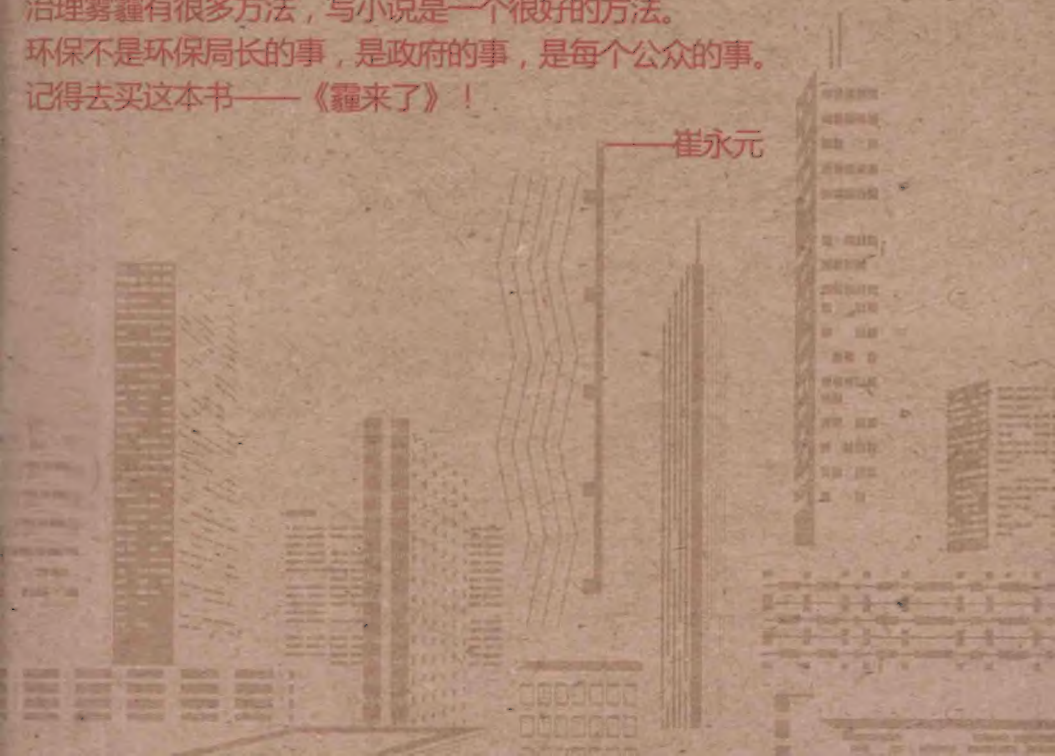 治理雾霾有很多方法，写小说是一个很好的方法。
环保不是环保局长的事，是政府的事，是每个公众的事。
记得去买这本书——《霾来了》！
——崔永元